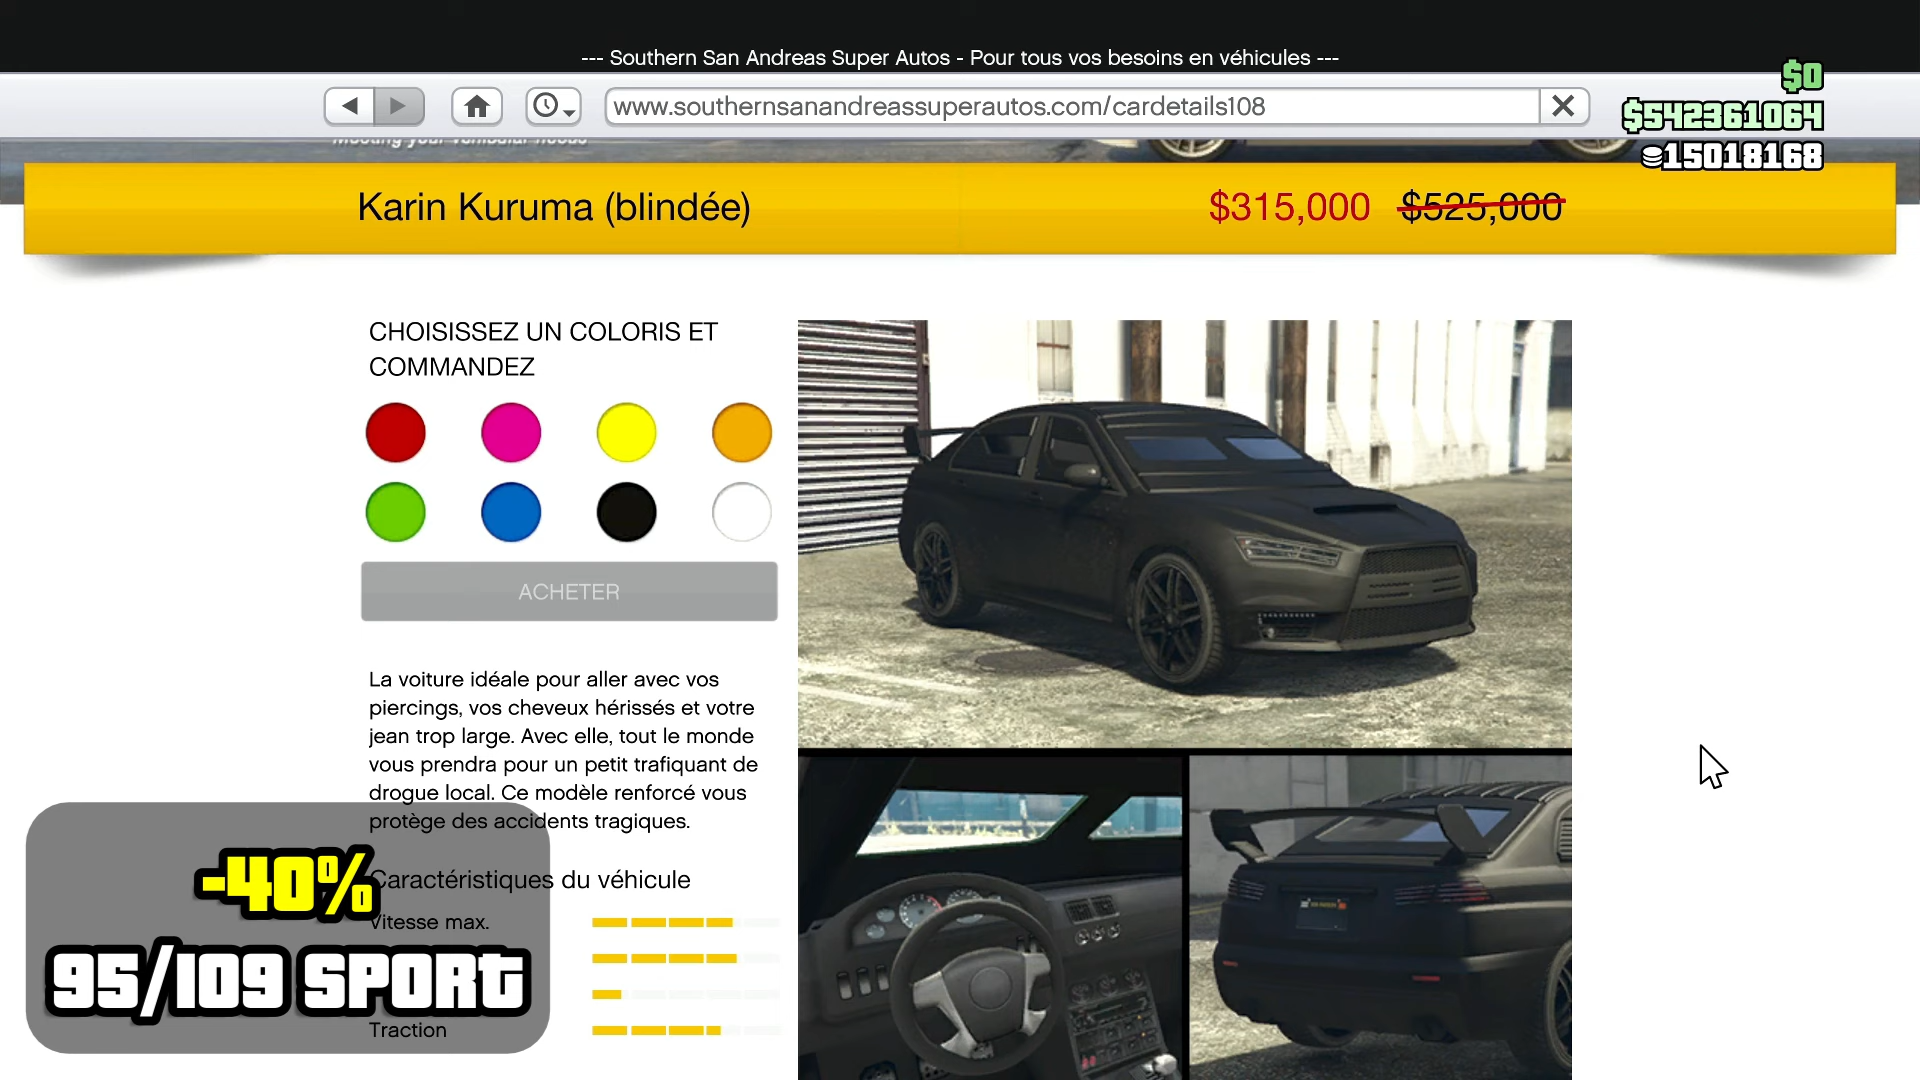 --- Southern San Andreas Super Autos - Pour tous vos besoins en véhicules ---
www.southernsanandreassuperautos.com/cardetails108
$0
$542361064
15018168
Meeting your vehicular needs
Karin Kuruma (blindée)
$315,000 $525,000
CHOISISSEZ UN COLORIS ET
COMMANDEZ
ACHETER
La voiture idéale pour aller avec vos
piercings, vos cheveux hérissés et votre
jean trop large. Avec elle, tout le monde
vous prendra pour un petit trafiquant de
drogue local. Ce modèle renforcé vous
protège des accidents tragiques.
Caractéristiques du véhicule
Vitesse max.
Traction
-40%
95/109 SPORT